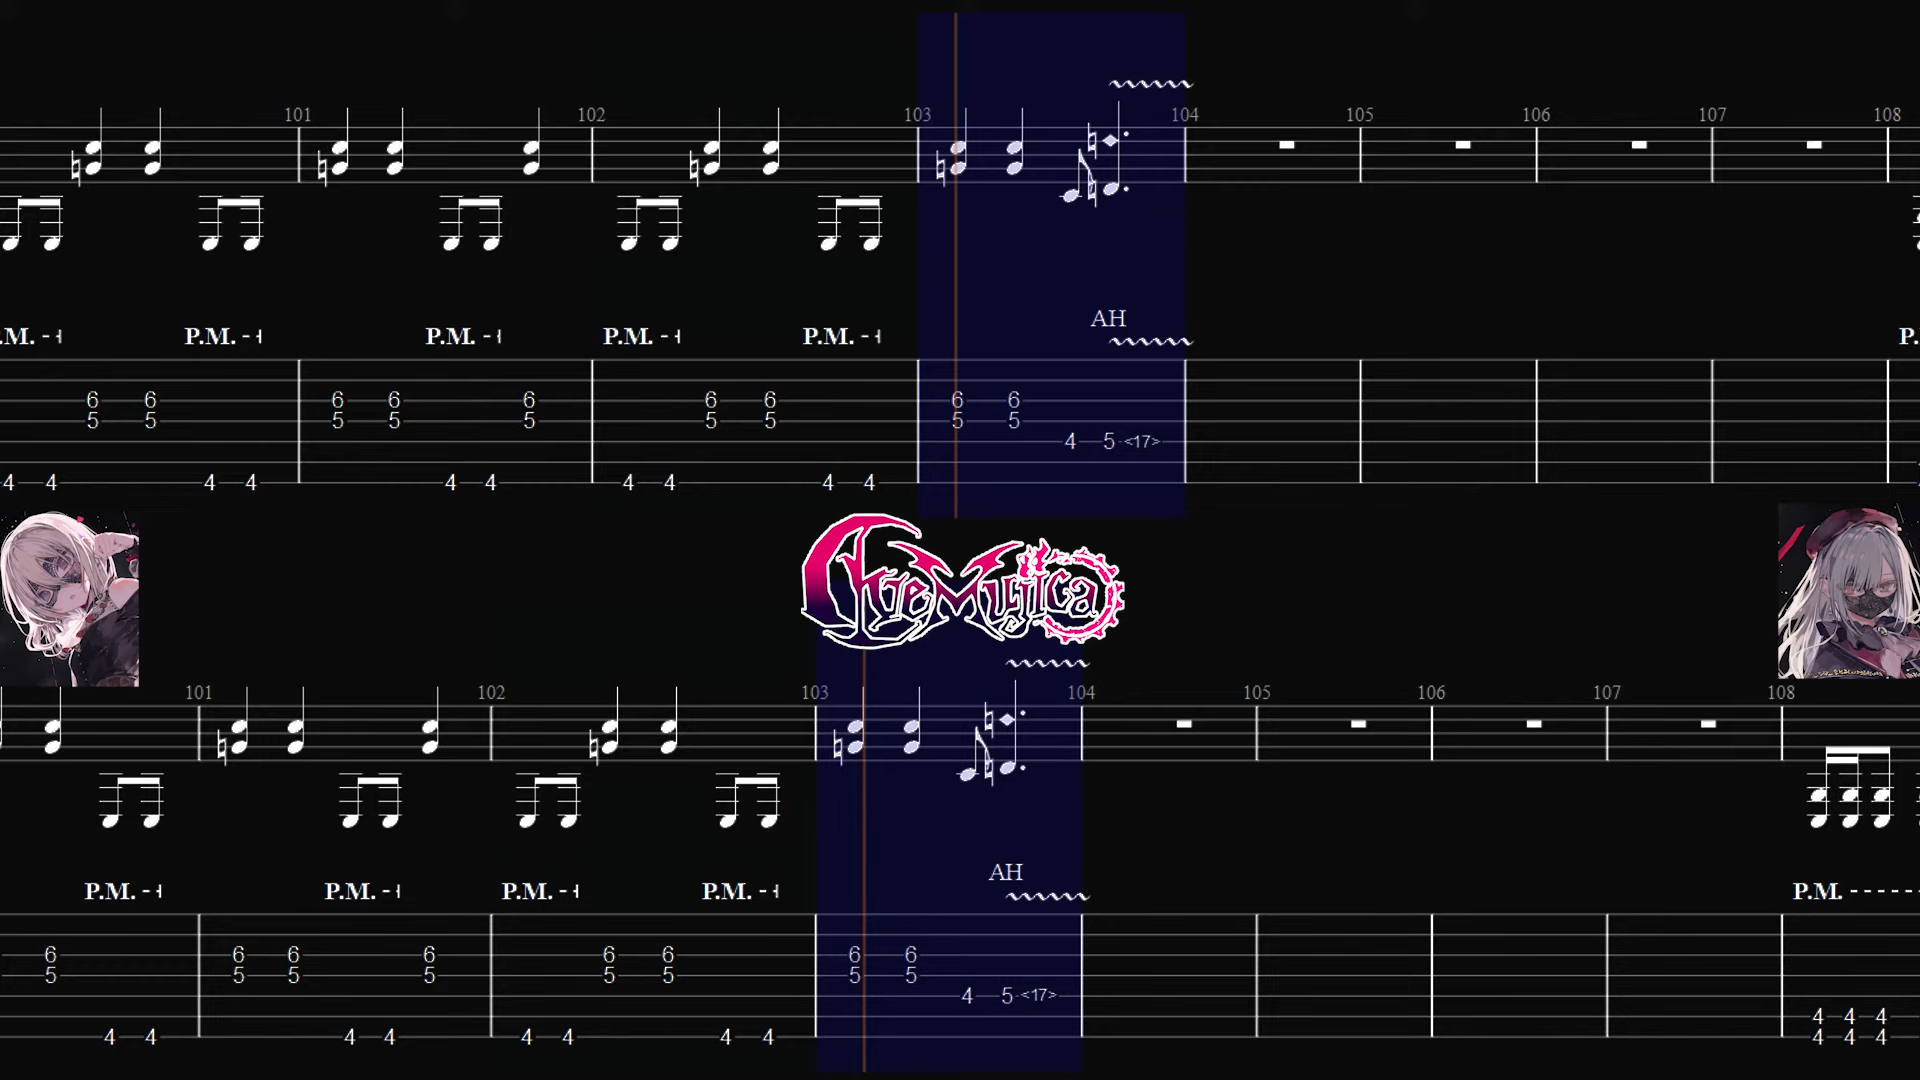 101 102 103 104 105 106 107 108
AH
P.M. P.M. P.M. P.M. P.M.
6 6 6 6 6 6 6 6 6
5 5 5 5 5 5 5 5 5
4 5 <17>
4 4 4 4 4 4 4 4 4 4
Ave Mujica
101 102 103 104 105 106 107 108
AH
P.M. P.M. P.M. P.M. P.M.
6 6 6 6 6 6 6 6
5 5 5 5 5 5 5 5
4 5 <17>
4 4 4
4 4 4 4 4 4 4 4 4 4 4